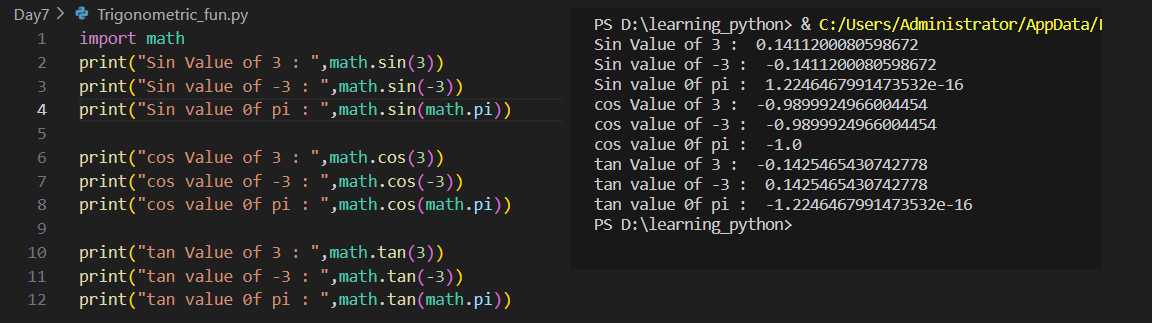 Day7 > Trigonometric_fun.py
1 import math
2 print("Sin Value of 3 : ",math.sin(3))
3 print("Sin Value of -3 : ",math.sin(-3))
4 print("Sin value 0f pi : ",math.sin(math.pi))
5
6 print("cos Value of 3 : ",math.cos(3))
7 print("cos value of -3 : ",math.cos(-3))
8 print("cos value 0f pi : ",math.cos(math.pi))
9
10 print("tan Value of 3 : ",math.tan(3))
11 print("tan value of -3 : ",math.tan(-3))
12 print("tan value 0f pi : ",math.tan(math.pi))
PS D:\learning_python> & C:/Users/Administrator/AppData/
Sin Value of 3 :  0.1411200080598672
Sin Value of -3 :  -0.1411200080598672
Sin value 0f pi :  1.2246467991473532e-16
cos Value of 3 :  -0.9899924966004454
cos value of -3 :  -0.9899924966004454
cos value 0f pi :  -1.0
tan Value of 3 :  -0.1425465430742778
tan value of -3 :  0.1425465430742778
tan value 0f pi :  -1.2246467991473532e-16
PS D:\learning_python>